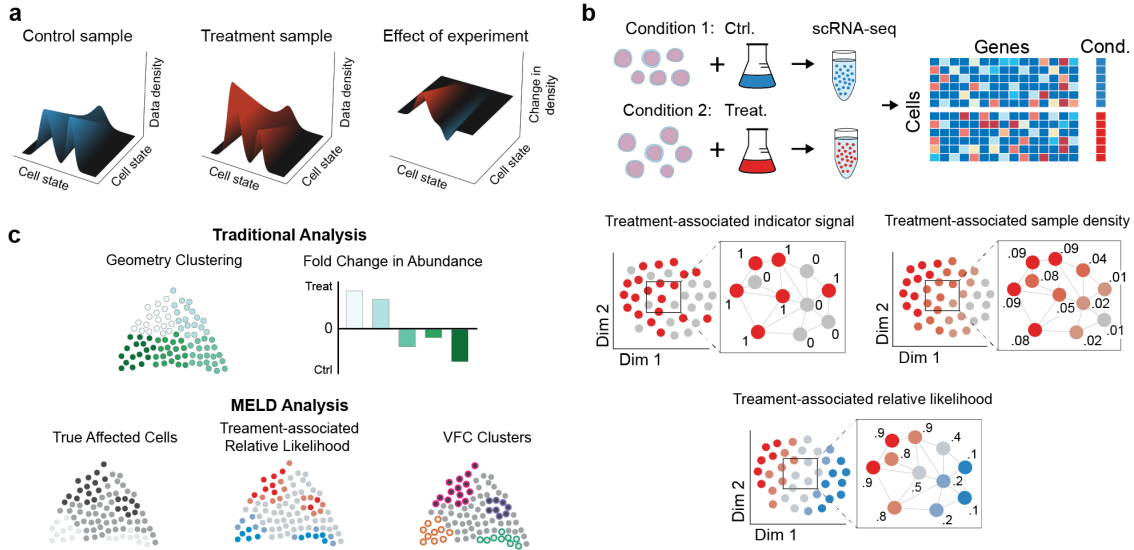 a
Control sample
Treatment sample
Effect of experiment
Data density
Cell state
Cell state
Data density
Cell state
Cell state
Change in
density
Cell state
Cell state
b
Condition 1: Ctrl.
scRNA-seq
+
Condition 2: Treat.
+
Genes
Cond.
Cells
Treatment-associated indicator signal
Dim 2
Dim 1
1
1
0
1
1
0
1
0
0
1
0
0
Treatment-associated sample density
Dim 2
Dim 1
.09
.09
.04
.08
.01
.09
.05
.02
.08
.02
.01
Treament-associated relative likelihood
Dim 2
Dim 1
.9
.9
.4
.8
.1
.9
.5
.2
.8
.2
.1
c
Traditional Analysis
Geometry Clustering
Fold Change in Abundance
Treat
0
Ctrl
MELD Analysis
True Affected Cells
Treament-associated
Relative Likelihood
VFC Clusters